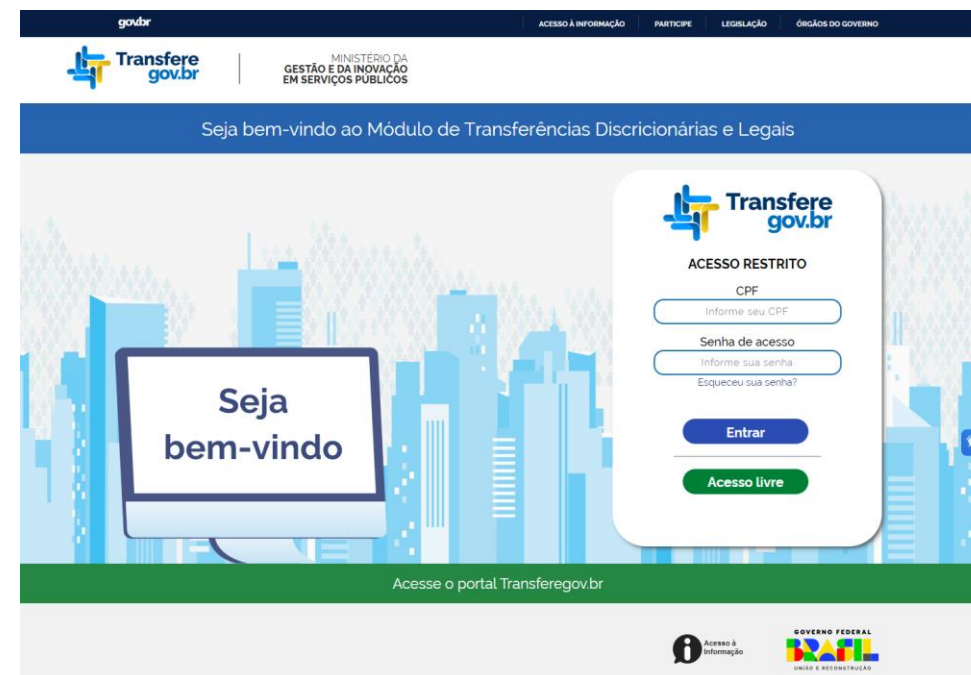 gov.br
ACESSO À INFORMAÇÃO PARTICIPE LEGISLAÇÃO ÓRGÃOS DO GOVERNO
Transfere
gov.br
MINISTÉRIO DA
GESTÃO E DA INOVAÇÃO
EM SERVIÇOS PÚBLICOS
Seja bem-vindo ao Módulo de Transferências Discricionárias e Legais
Seja
bem-vindo
Transfere
gov.br
ACESSO RESTRITO
CPF
Informe seu CPF
Senha de acesso
Informe sua senha
Esqueceu sua senha?
Entrar
Acesso livre
Acesse o portal Transferegov.br
Acesso à
Informação
GOVERNO FEDERAL
BRASIL
UNIÃO E RECONSTRUÇÃO